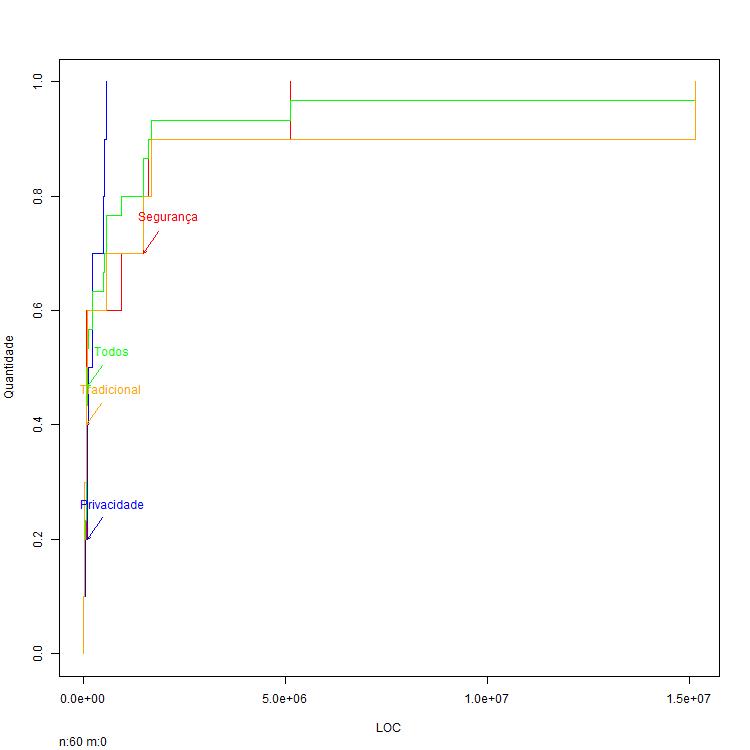 1.0
0.8
0.6
0.4
0.2
0.0
Quantidade
Segurança
Todos
Tradicional
Privacidade
0.0e+00
5.0e+06
1.0e+07
1.5e+07
LOC
n:60 m:0